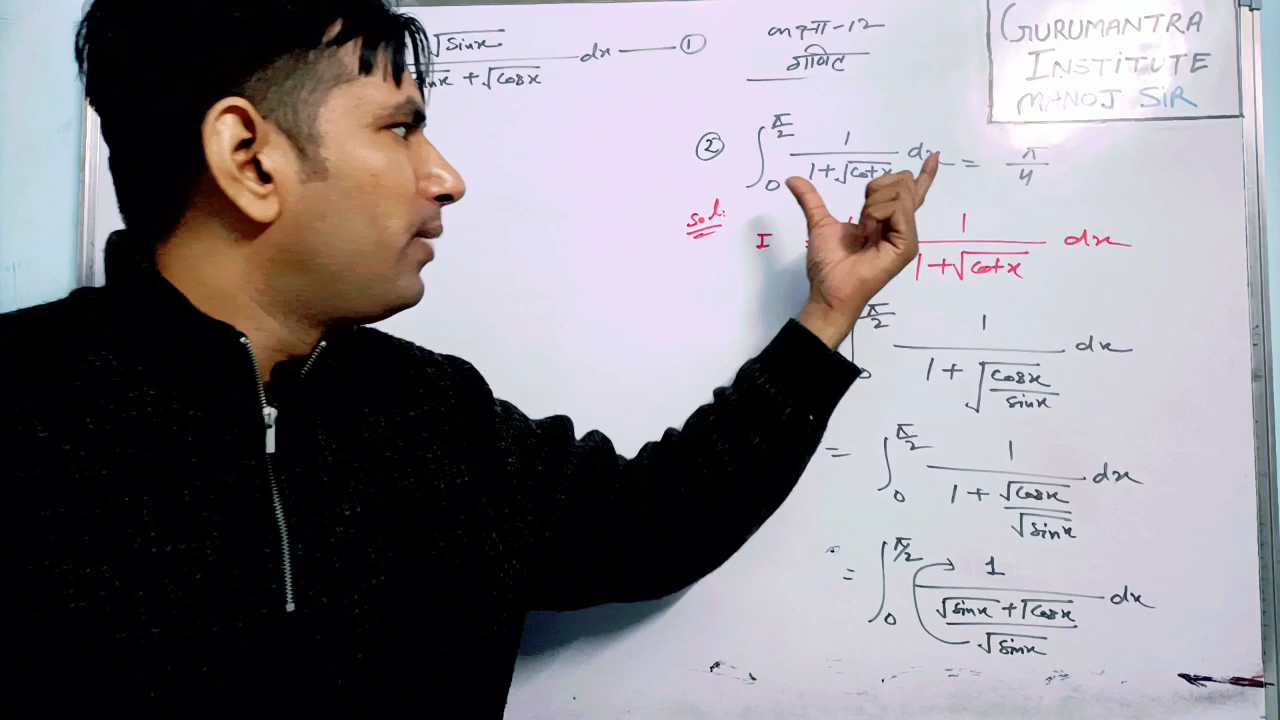 √sinx
+ √cosx dx — ①
कक्षा-12
गणित
GURUMANTRA
INSTITUTE
MANOJ SIR
② ∫₀^(π/2) 1/(1+√cotx) dx = π/4
Sol: I = 1/(1+√cotx) dx
∫₀^(π/2) 1/(1+√(cosx/sinx)) dx
= ∫₀^(π/2) 1/(1+√cosx/√sinx) dx
= ∫₀^(π/2) 1/((√sinx+√cosx)/√sinx) dx